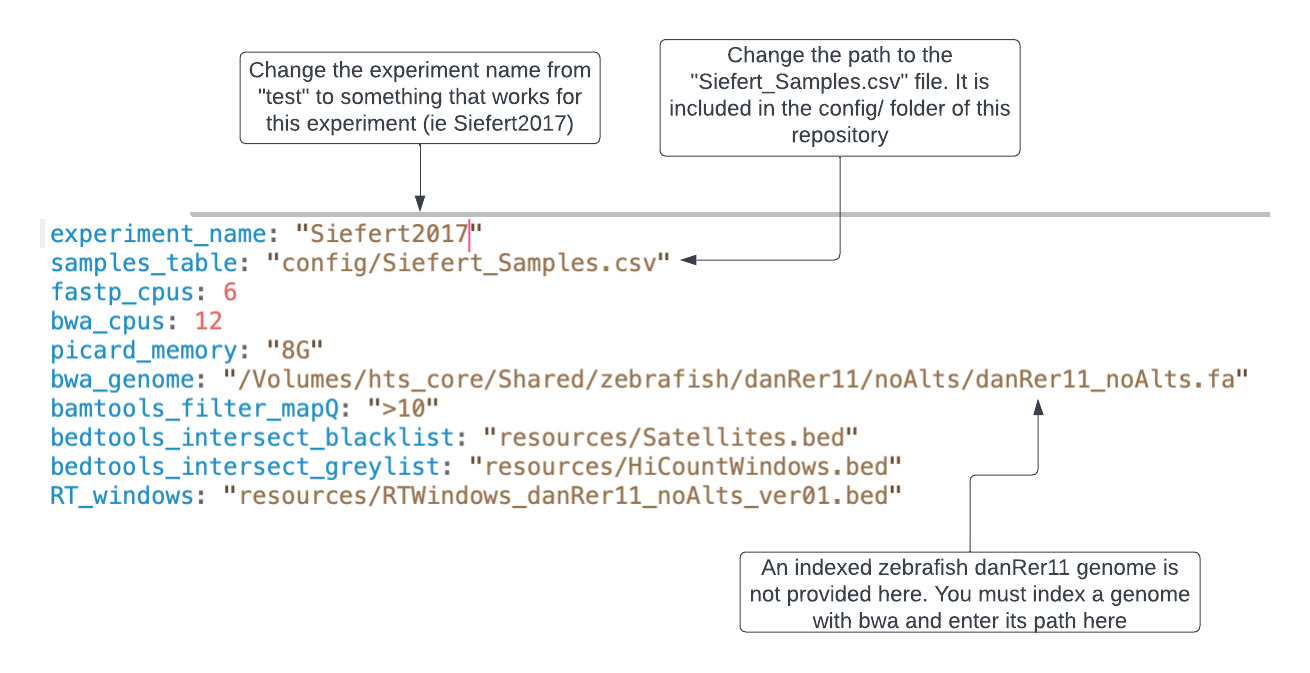 Change the experiment name from
"test" to something that works for
this experiment (ie Siefert2017)
Change the path to the
"Siefert_Samples.csv" file. It is
included in the config/ folder of this
repository
experiment_name: "Siefert2017"
samples_table: "config/Siefert_Samples.csv"
fastp_cpus: 6
bwa_cpus: 12
picard_memory: "8G"
bwa_genome: "/Volumes/hts_core/Shared/zebrafish/danRer11/noAlts/danRer11_noAlts.fa"
bamtools_filter_mapQ: ">10"
bedtools_intersect_blacklist: "resources/Satellites.bed"
bedtools_intersect_greylist: "resources/HiCountWindows.bed"
RT_windows: "resources/RTWindows_danRer11_noAlts_ver01.bed"
An indexed zebrafish danRer11 genome is
not provided here. You must index a genome
with bwa and enter its path here